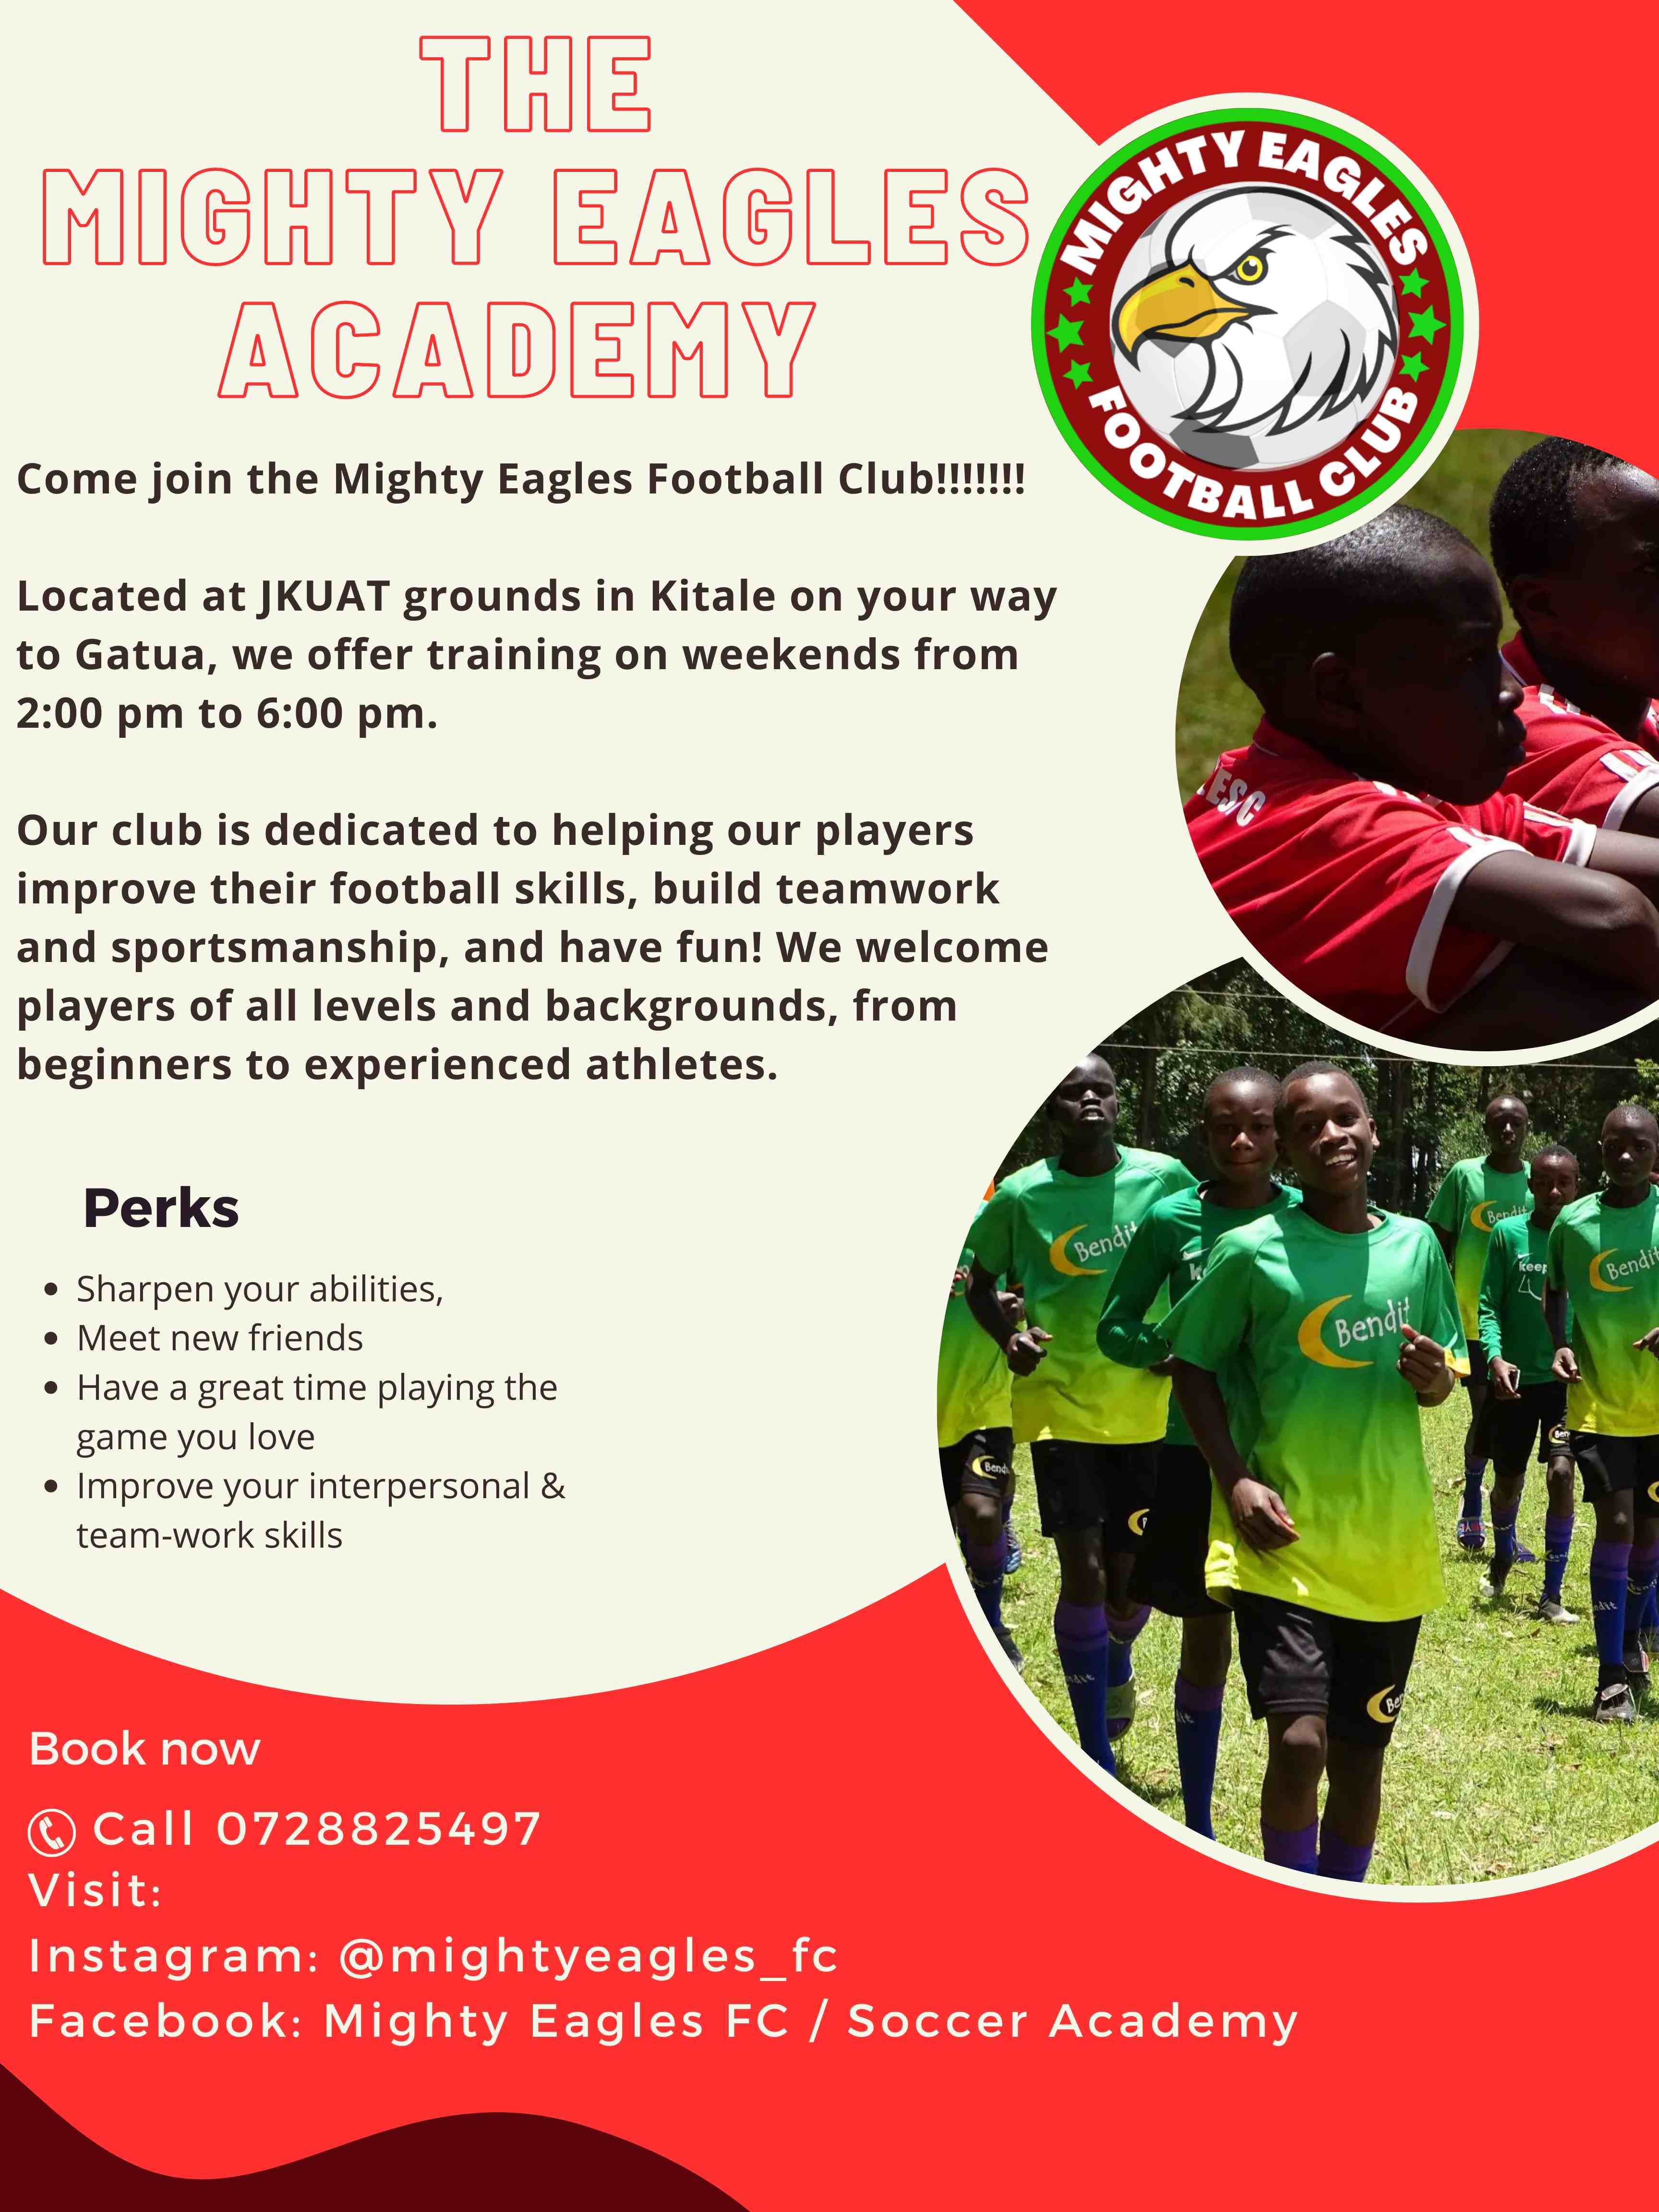 THE
MIGHTY EAGLES
ACADEMY
MIGHTY EAGLES
FOOTBALL CLUB
Come join the Mighty Eagles Football Club!!!!!!!
Located at JKUAT grounds in Kitale on your way
to Gatua, we offer training on weekends from
2:00 pm to 6:00 pm.
Our club is dedicated to helping our players
improve their football skills, build teamwork
and sportsmanship, and have fun! We welcome
players of all levels and backgrounds, from
beginners to experienced athletes.
Perks
• Sharpen your abilities,
• Meet new friends
• Have a great time playing the
game you love
• Improve your interpersonal &
team-work skills
Bendit
Bendit
Bendit
Bendit
keep
Book now
Call 0728825497
Visit:
Instagram: @mightyeagles_fc
Facebook: Mighty Eagles FC / Soccer Academy